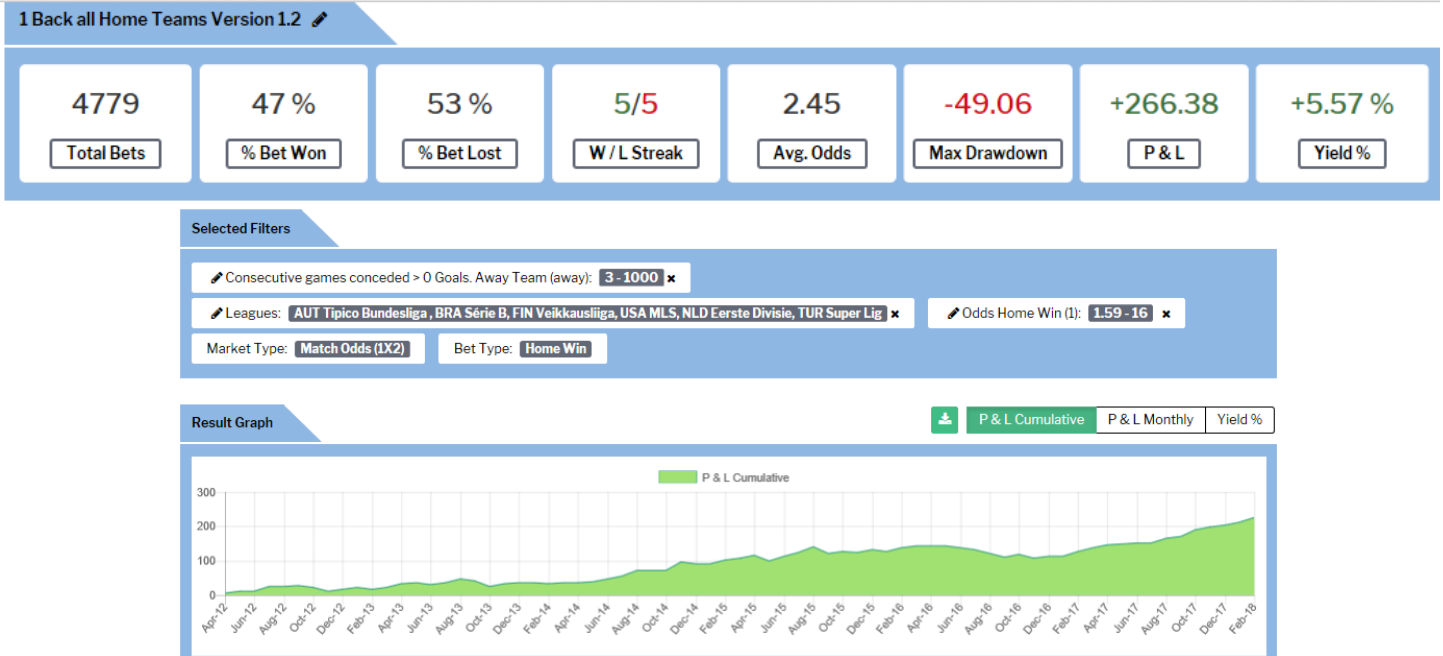 1 Back all Home Teams Version 1.2
4779 47 % 53 % 5/5 2.45 -49.06 +266.38 +5.57 %
Total Bets % Bet Won % Bet Lost W / L Streak Avg. Odds Max Drawdown P & L Yield %
Selected Filters
Consecutive games conceded > 0 Goals. Away Team (away): 3 - 1000 ×
Leagues: AUT Tipico Bundesliga , BRA Série B, FIN Veikkausliiga, USA MLS, NLD Eerste Divisie, TUR Super Lig × Odds Home Win (1): 1.59 - 16 ×
Market Type: Match Odds (1X2) Bet Type: Home Win
Result Graph P & L Cumulative P & L Monthly Yield %
P & L Cumulative
300
200
100
0
Apr-12 Jun-12 Aug-12 Oct-12 Dec-12 Feb-13 Apr-13 Jun-13 Aug-13 Oct-13 Dec-13 Feb-14 Apr-14 Jun-14 Aug-14 Oct-14 Dec-14 Feb-15 Apr-15 Jun-15 Aug-15 Oct-15 Dec-15 Feb-16 Apr-16 Jun-16 Aug-16 Oct-16 Dec-16 Feb-17 Apr-17 Jun-17 Aug-17 Oct-17 Dec-17 Feb-18